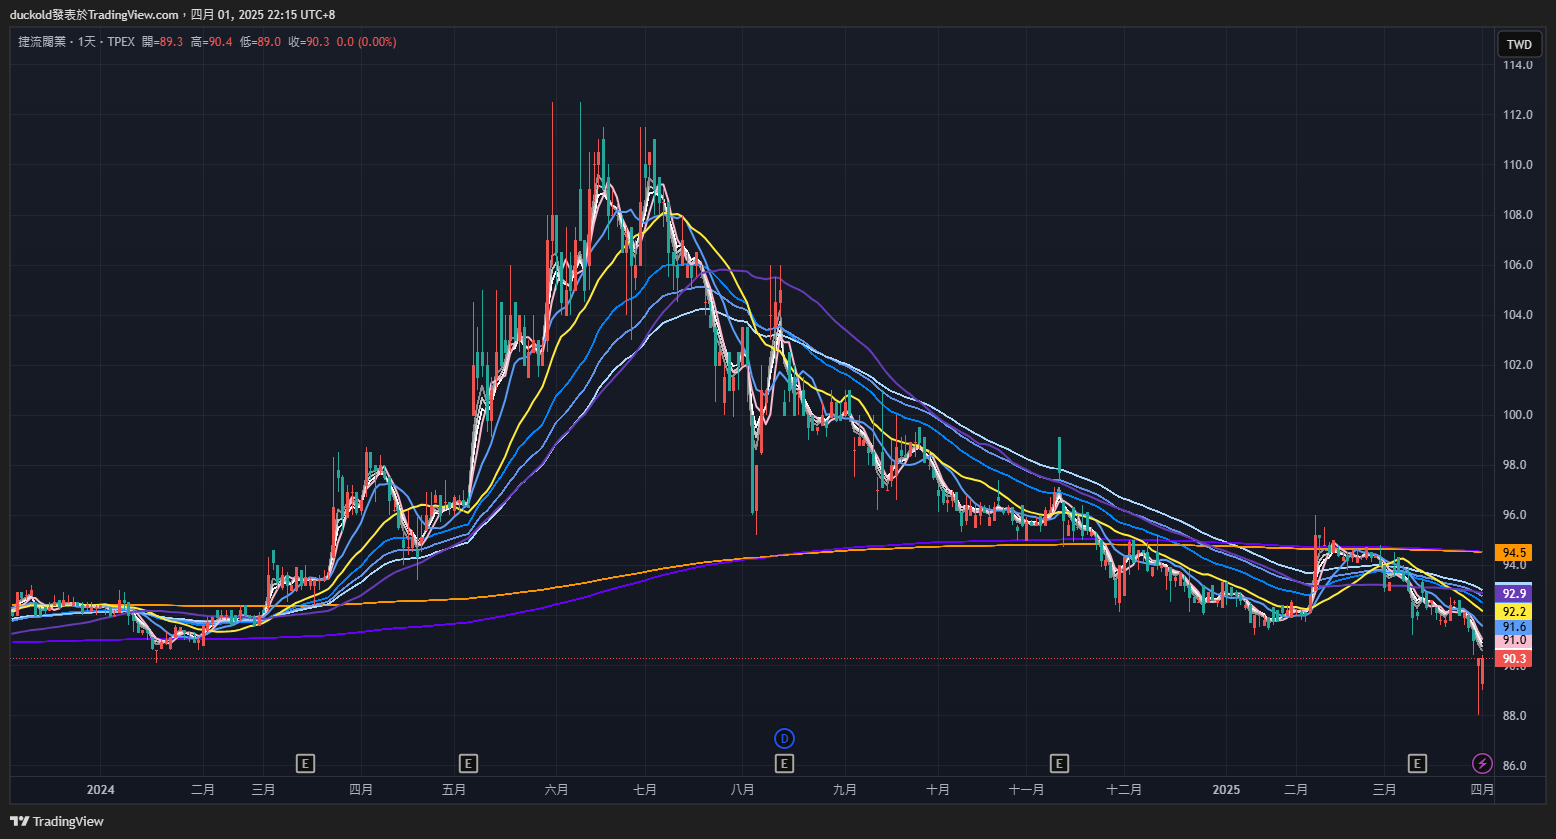 duckold發表於TradingView.com，四月 01, 2025 22:15 UTC+8
捷流閥業 · 1天 · TPEX 開=89.3 高=90.4 低=89.0 收=90.3 0.0 (0.00%)
TWD
114.0
112.0
110.0
108.0
106.0
104.0
102.0
100.0
98.0
96.0
94.5
94.0
92.9
92.2
91.6
91.0
90.3
90.0
88.0
D
E E E E E
86.0
2024 二月 三月 四月 五月 六月 七月 八月 九月 十月 十一月 十二月 2025 二月 三月 四月
TradingView